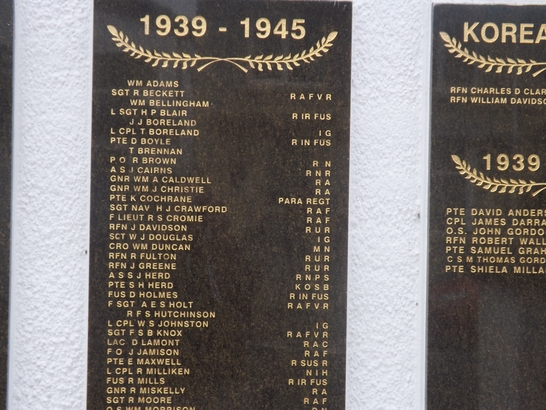 1939 - 1945
WM ADAMS
SGT R BECKETT RAFVR
WM BELLINGHAM
L SGT H P BLAIR R IR FUS
J J BORELAND
L CPL T BORELAND IG
PTE D BOYLE R IN FUS
T BRENNAN
P O R BROWN RN
A S J CAIRNS RNR
GNR WM A CALDWELL RA
GNR WM J CHRISTIE RA
PTE K COCHRANE PARA REGT
SGT NAV H J CRAWFORD RAF
F LIEUT R S CROMIE RAF
RFN J DAVIDSON RUR
SGT W J DOUGLAS IG
CRO WM DUNCAN MN
RFN R FULTON RUR
RFN J GREENE RUR
A S S J HERD RNPS
PTE S H HERD KOSB
FUS D HOLMES R IN FUS
F SGT A E S HOLT RAFVR
R F S HUTCHINSON
L CPL W S JOHNSTON IG
SGT F S B KNOX RAFVR
LAC D LAMONT RAC
F O J JAMISON RAF
PTE E MAXWELL R SUS R
L CPL R MILLIKEN NIH
FUS R MILLS R IR FUS
GNR R MISKELLY RA
SGT R MOORE RAF
O S WM MORRISON RN
KOREA
RFN CHARLES D CLAR
RFN WILLIAM DAVIDSO
1939
PTE DAVID ANDERS
CPL JAMES DARRA
O.S. JOHN GORDO
RFN ROBERT WALL
PTE SAMUEL GRAH
C S M THOMAS GORD
PTE SHIELA MILLA